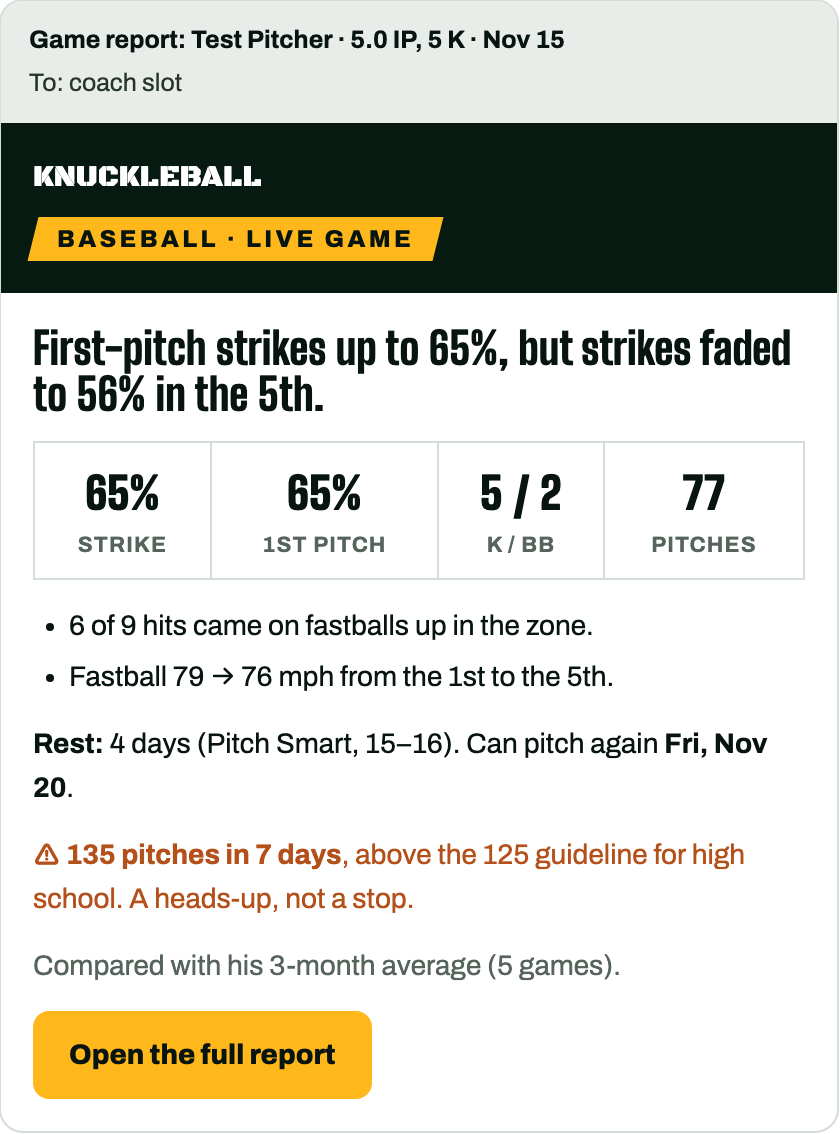 Game report: Test Pitcher · 5.0 IP, 5 K · Nov 15
To: coach slot
KNUCKLEBALL
BASEBALL · LIVE GAME
First-pitch strikes up to 65%, but strikes faded
to 56% in the 5th.
65% 65% 5 / 2 77
STRIKE 1ST PITCH K / BB PITCHES
• 6 of 9 hits came on fastballs up in the zone.
• Fastball 79 → 76 mph from the 1st to the 5th.
Rest: 4 days (Pitch Smart, 15–16). Can pitch again Fri, Nov
20.
⚠ 135 pitches in 7 days, above the 125 guideline for high
school. A heads-up, not a stop.
Compared with his 3-month average (5 games).
Open the full report